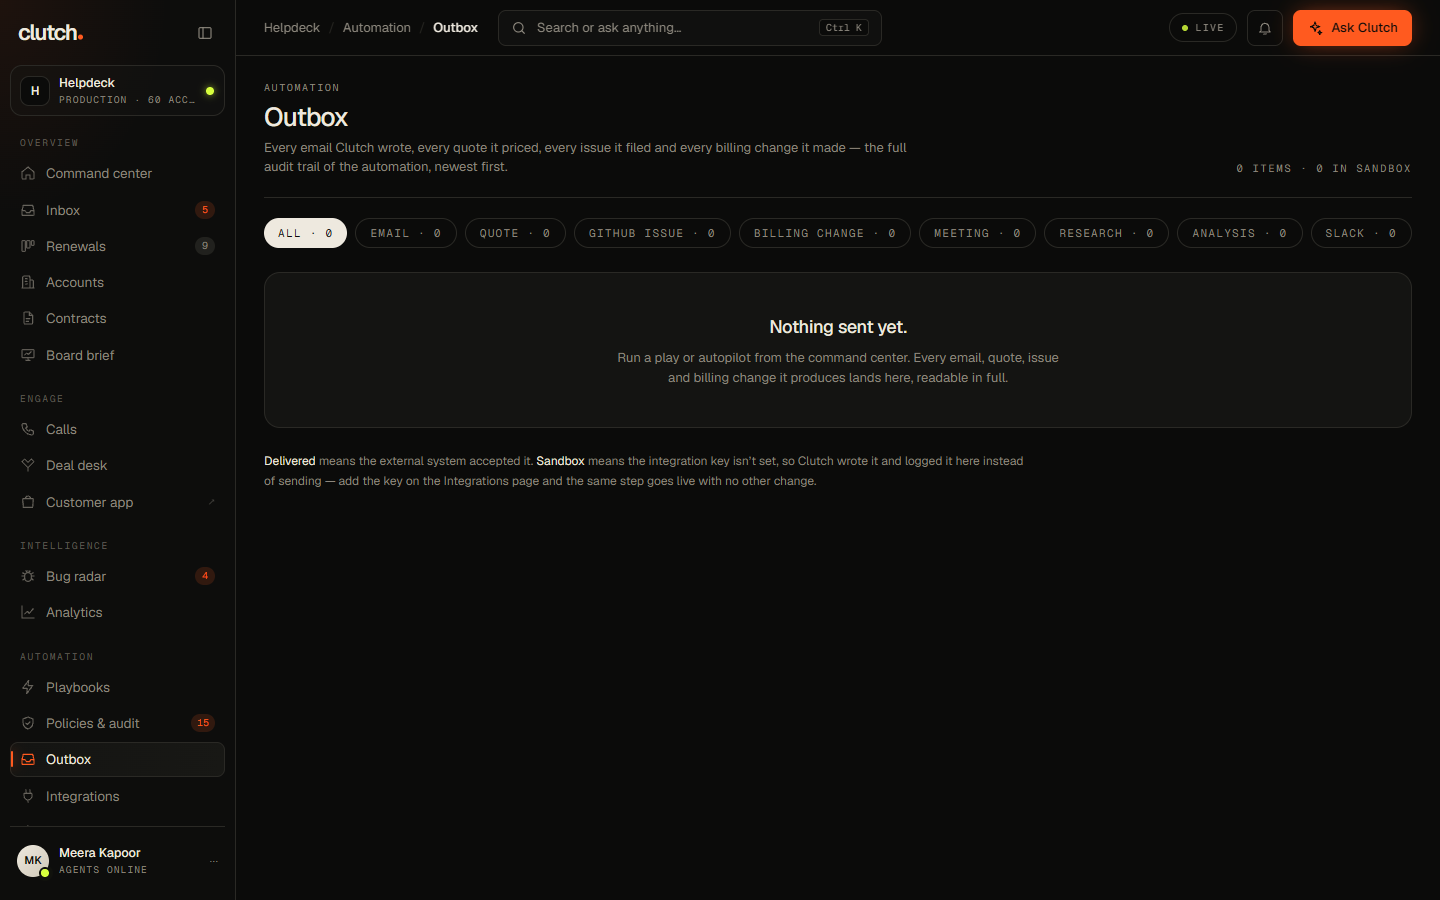 clutch.
H
Helpdeck
PRODUCTION · 60 ACC…
OVERVIEW
Command center
Inbox 5
Renewals 9
Accounts
Contracts
Board brief
ENGAGE
Calls
Deal desk
Customer app ↗
INTELLIGENCE
Bug radar 4
Analytics
AUTOMATION
Playbooks
Policies & audit 15
Outbox
Integrations
MK
Meera Kapoor ...
AGENTS ONLINE
Helpdeck / Automation / Outbox
Search or ask anything... Ctrl K
LIVE
Ask Clutch
AUTOMATION
Outbox
Every email Clutch wrote, every quote it priced, every issue it filed and every billing change it made — the full
audit trail of the automation, newest first.
0 ITEMS · 0 IN SANDBOX
ALL · 0 EMAIL · 0 QUOTE · 0 GITHUB ISSUE · 0 BILLING CHANGE · 0 MEETING · 0 RESEARCH · 0 ANALYSIS · 0 SLACK · 0
Nothing sent yet.
Run a play or autopilot from the command center. Every email, quote, issue
and billing change it produces lands here, readable in full.
Delivered means the external system accepted it. Sandbox means the integration key isn't set, so Clutch wrote it and logged it here instead
of sending — add the key on the Integrations page and the same step goes live with no other change.